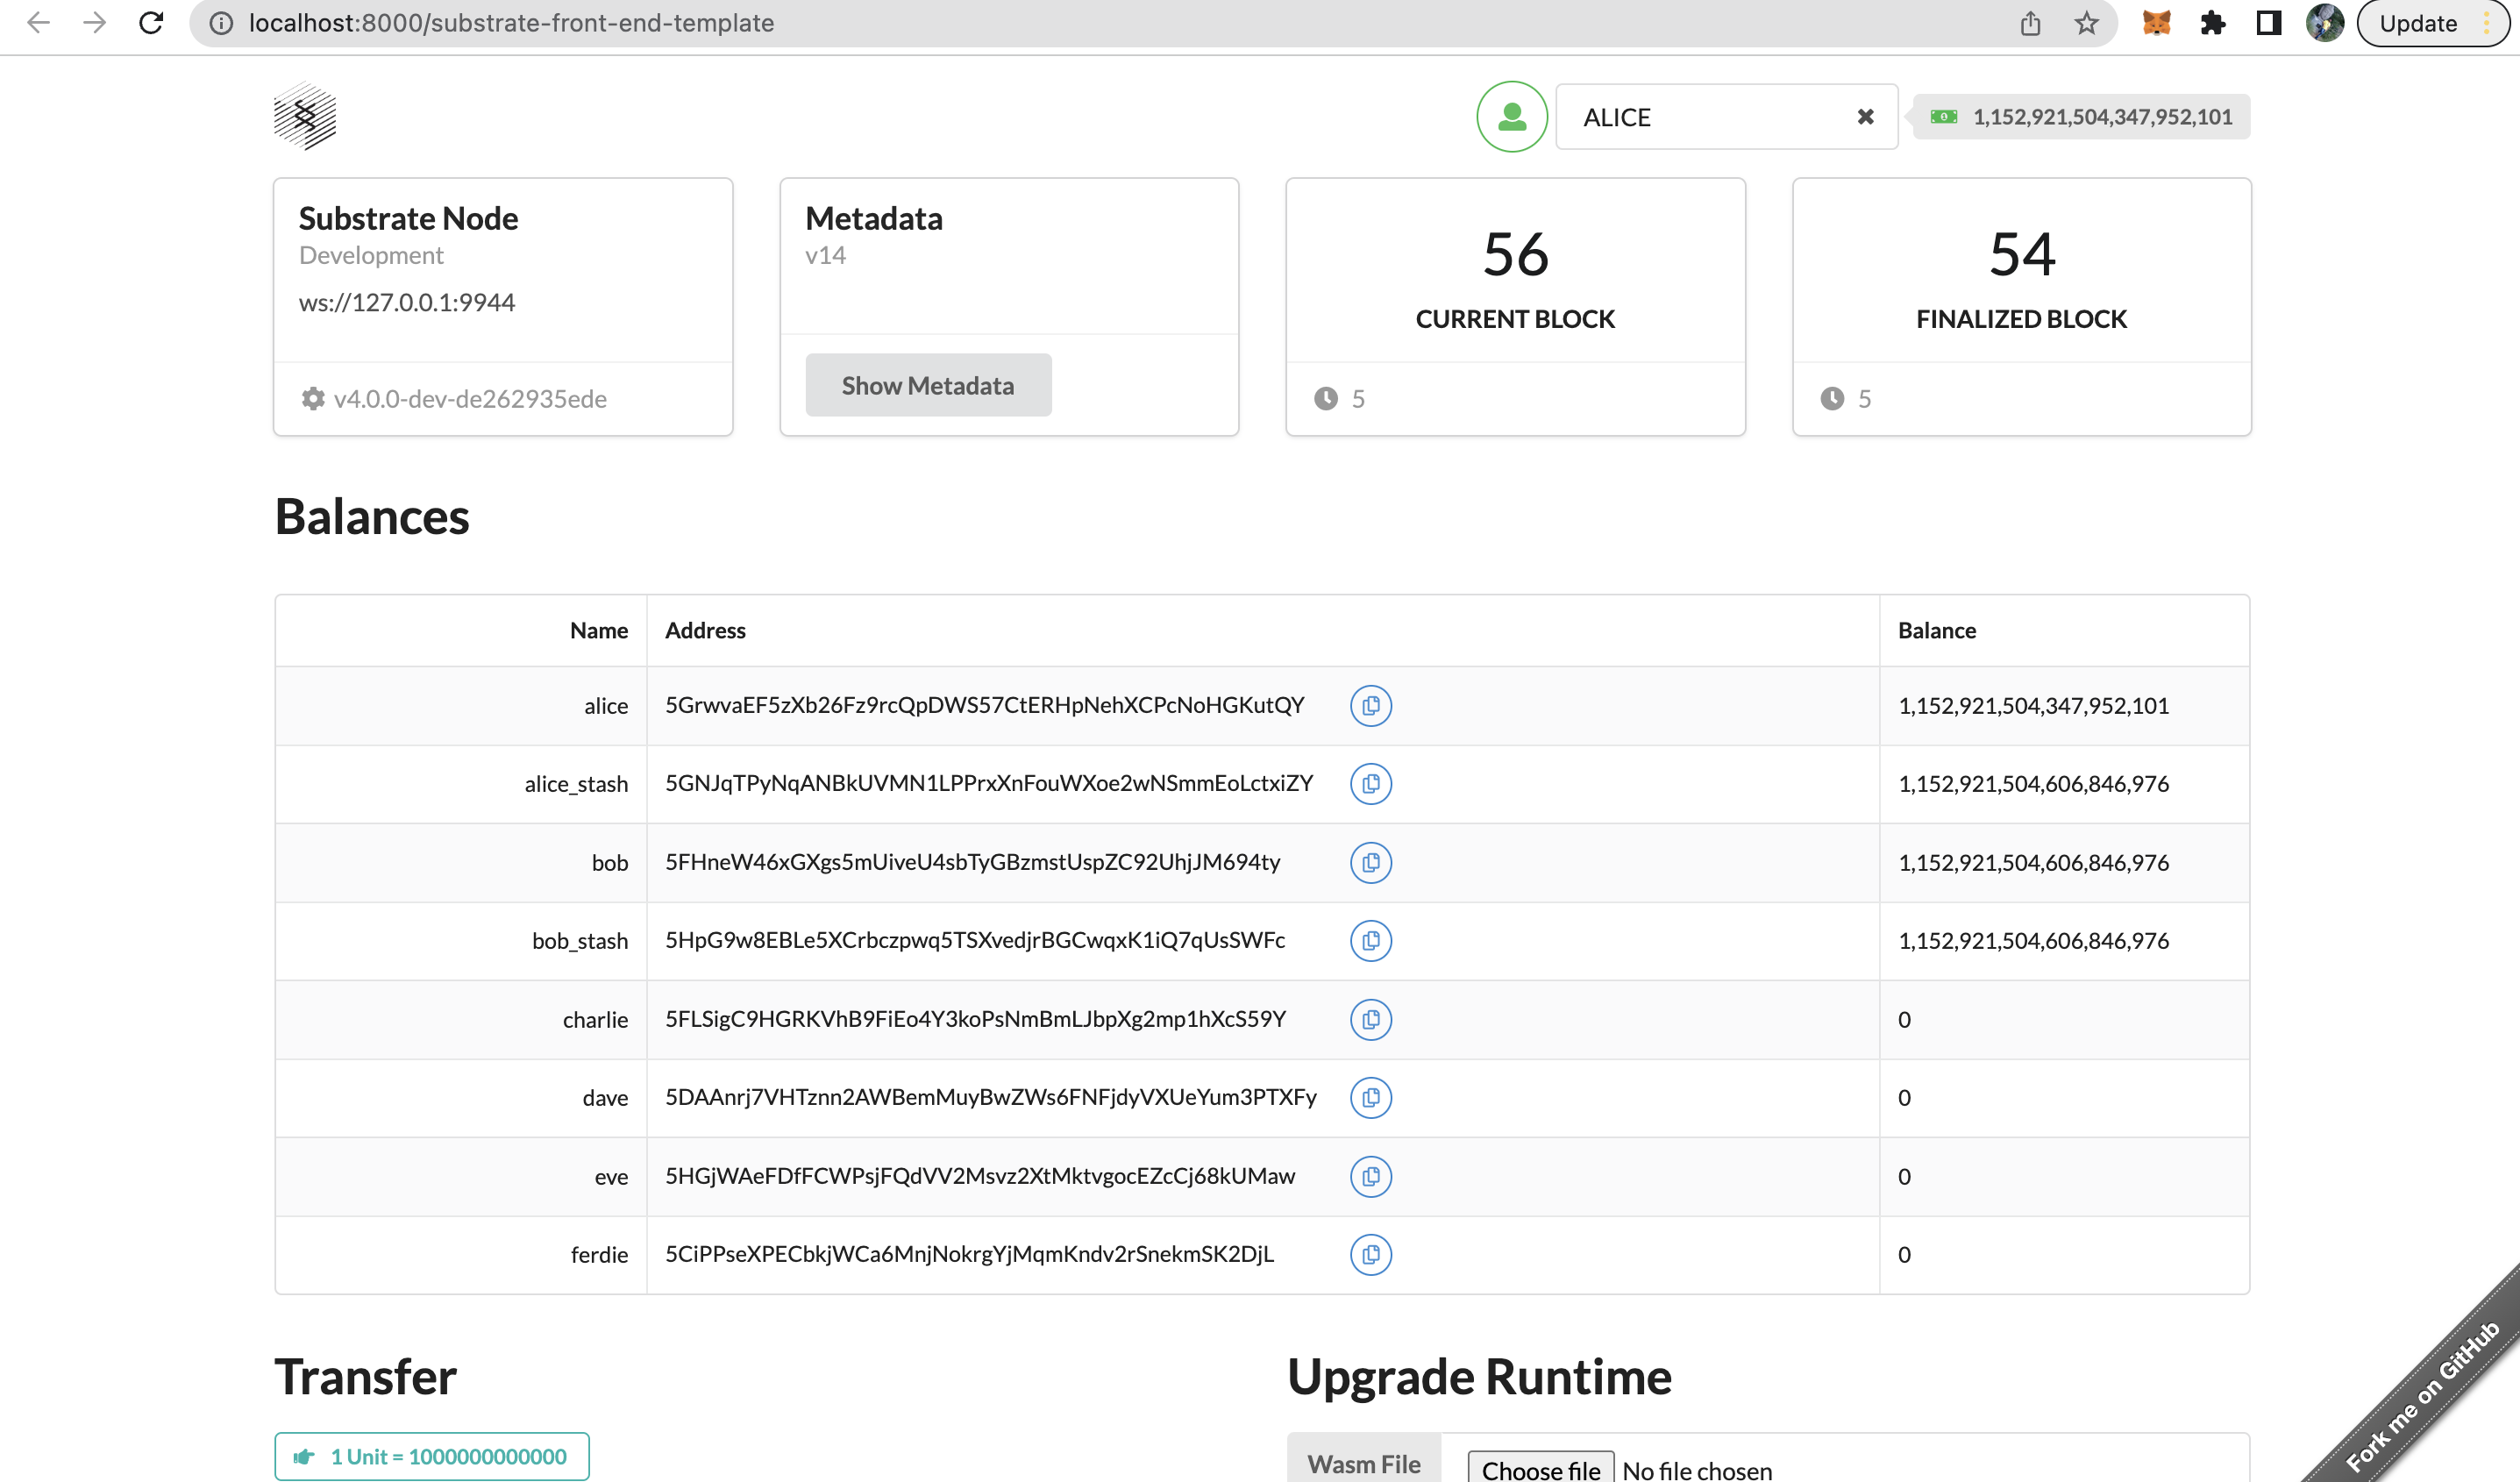 localhost:8000/substrate-front-end-template
Update
ALICE
1,152,921,504,347,952,101
Substrate Node
Development
ws://127.0.0.1:9944
v4.0.0-dev-de262935ede
Metadata
v14
Show Metadata
56
CURRENT BLOCK
5
54
FINALIZED BLOCK
5
Balances
Name Address Balance
alice 5GrwvaEF5zXb26Fz9rcQpDWS57CtERHpNehXCPcNoHGKutQY 1,152,921,504,347,952,101
alice_stash 5GNJqTPyNqANBkUVMN1LPPrxXnFouWXoe2wNSmmEoLctxiZY 1,152,921,504,606,846,976
bob 5FHneW46xGXgs5mUiveU4sbTyGBzmstUspZC92UhjJM694ty 1,152,921,504,606,846,976
bob_stash 5HpG9w8EBLe5XCrbczpwq5TSXvedjrBGCwqxK1iQ7qUsSWFc 1,152,921,504,606,846,976
charlie 5FLSigC9HGRKVhB9FiEo4Y3koPsNmBmLJbpXg2mp1hXcS59Y 0
dave 5DAAnrj7VHTznn2AWBemMuyBwZWs6FNFjdyVXUeYum3PTXFy 0
eve 5HGjWAeFDfFCWPsjFQdVV2Msvz2XtMktvgocEZcCj68kUMaw 0
ferdie 5CiPPseXPECbkjWCa6MnjNokrgYjMqmKndv2rSnekmSK2DjL 0
Transfer
1 Unit = 1000000000000
Upgrade Runtime
Wasm File
Choose file No file chosen
Fork me on GitHub